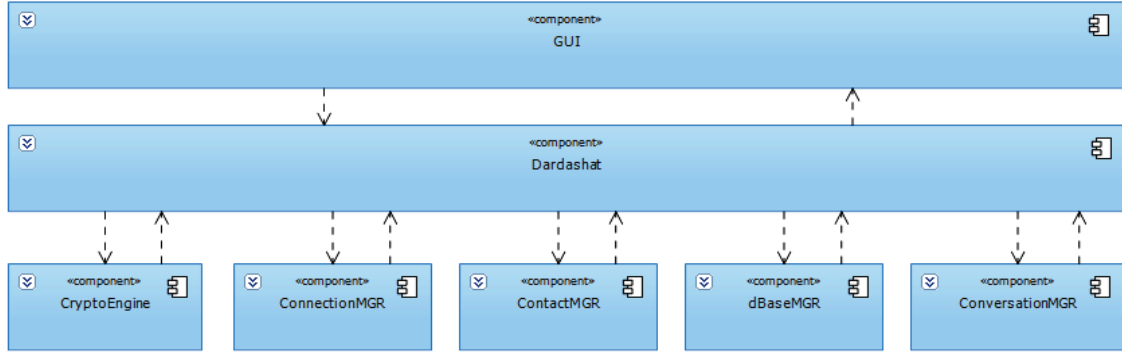 «component»
GUI
«component»
Dardashat
«component»
CryptoEngine
«component»
ConnectionMGR
«component»
ContactMGR
«component»
dBaseMGR
«component»
ConversationMGR